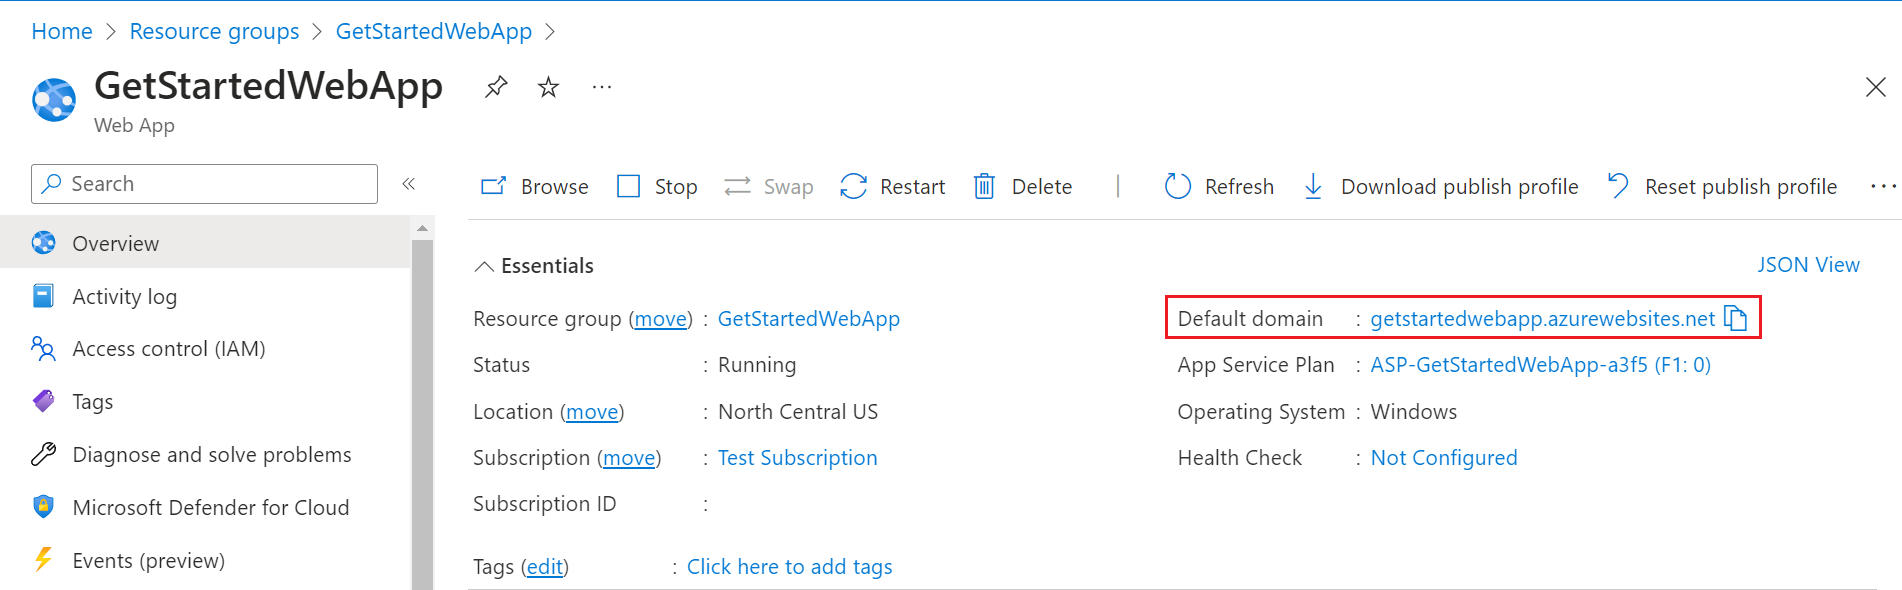 Home > Resource groups > GetStartedWebApp >
GetStartedWebApp ...
Web App
Search «
Browse Stop Swap Restart Delete | Refresh Download publish profile Reset publish profile ...
Overview
Activity log
Access control (IAM)
Tags
Diagnose and solve problems
Microsoft Defender for Cloud
Events (preview)
Essentials JSON View
Resource group (move) : GetStartedWebApp
Status : Running
Location (move) : North Central US
Subscription (move) : Test Subscription
Subscription ID :
Default domain : getstartedwebapp.azurewebsites.net
App Service Plan : ASP-GetStartedWebApp-a3f5 (F1: 0)
Operating System : Windows
Health Check : Not Configured
Tags (edit) : Click here to add tags